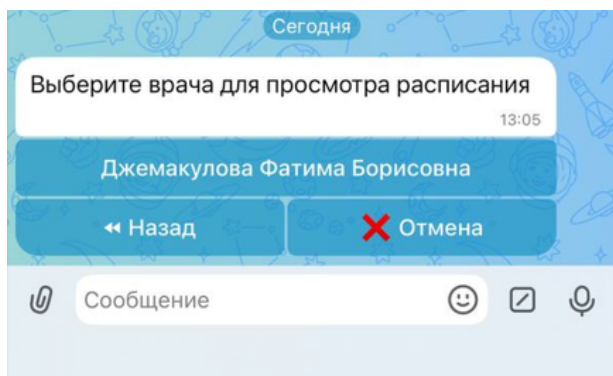 Сегодня
Выберите врача для просмотра расписания
13:05
Джемакулова Фатима Борисовна
Назад
Отмена
Сообщение